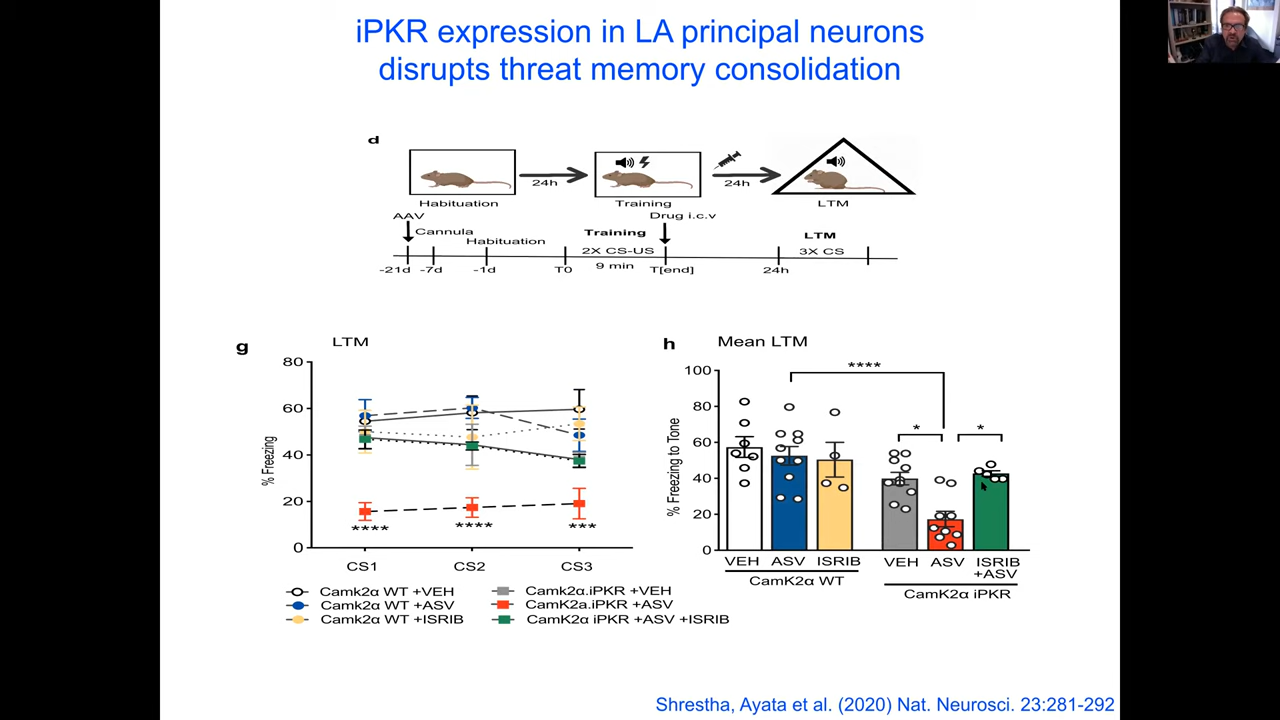 iPKR expression in LA principal neurons
disrupts threat memory consolidation
d
24h
24h
Habituation
Training
LTM
AAV
Drug i.c.v
Cannula
Habituation
Training
LTM
2X CS-US
3X CS
-21d
-7d
-1d
T0
9 min
T[end]
24h
g
LTM
80
60
40
20
0
% Freezing
****
****
***
CS1
CS2
CS3
Camk2α WT +VEH
Camk2α WT +ASV
Camk2α WT +ISRIB
Camk2α.iPKR +VEH
CamK2a.iPKR +ASV
CamK2α iPKR +ASV +ISRIB
h
Mean LTM
100
80
60
40
20
0
% Freezing to Tone
****
*
*
VEH
ASV
ISRIB
VEH
ASV
ISRIB
+ASV
CamK2α WT
CamK2α iPKR
Shrestha, Ayata et al. (2020) Nat. Neurosci. 23:281-292